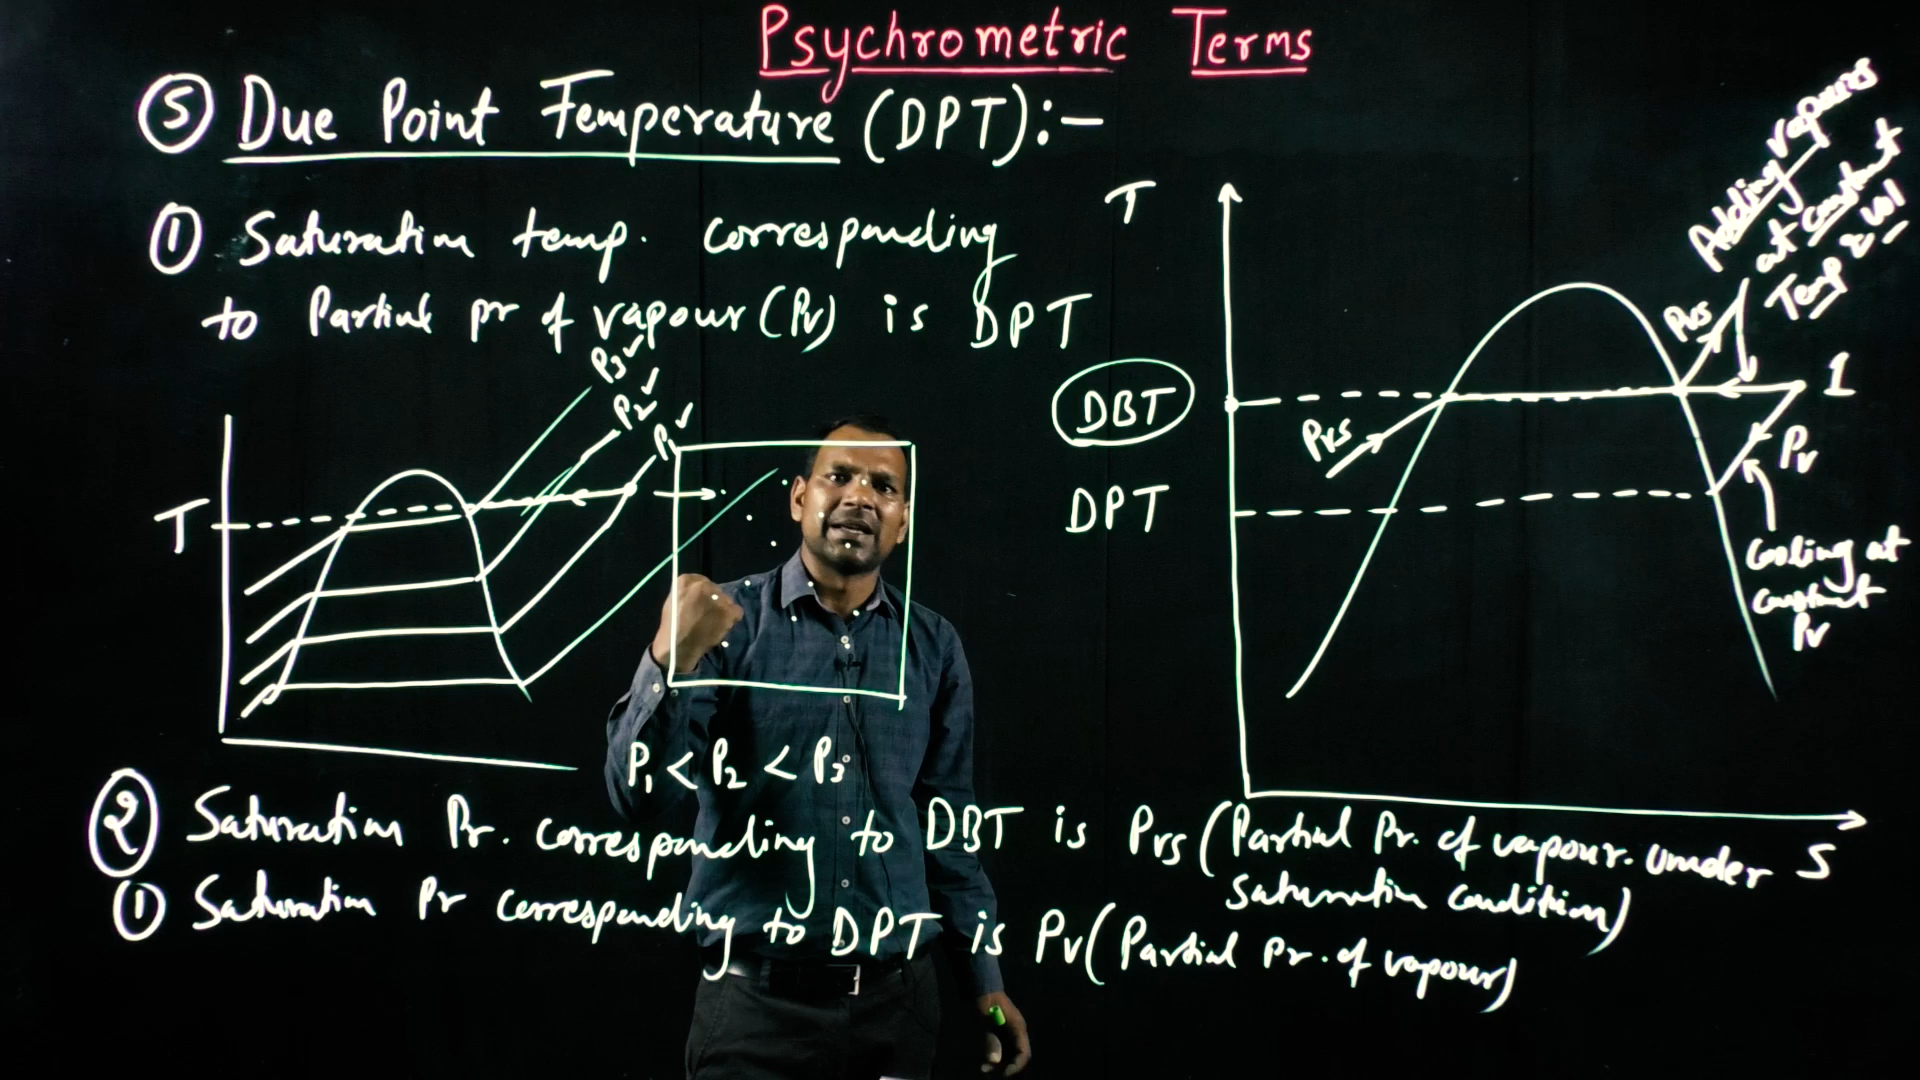 Psychrometric Terms
⑤ Due Point Temperature (DPT):-
① Saturation temp. corresponding
to Partial pr of vapour (Pv) is DPT
P3 ✓
P2 ✓
P1 ✓
T
P1 < P2 < P3
T
DBT
DPT
Pvs
Pvs
Adding vapours
at constant
Temp & vol
1
Pv
Cooling at
constant
Pv
S
② Saturation Pr. corresponding to DBT is Pvs (Partial Pr. of vapour. under
saturation condition)
① Saturation Pr corresponding to DPT is Pv (Partial Pr. of vapour)